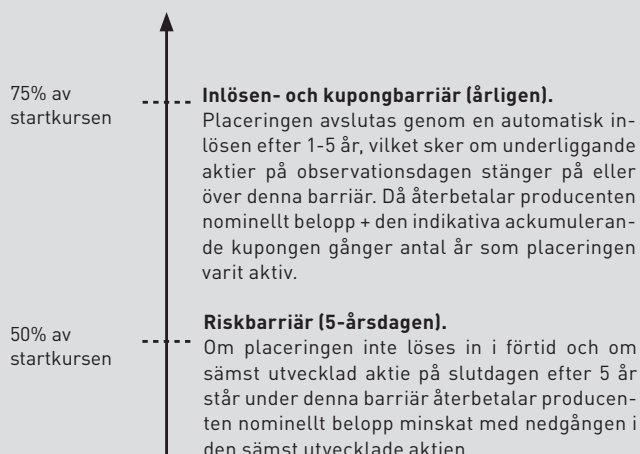 75% av
startkursen
Inlösen- och kupongbarriär (årligen).
Placeringen avslutas genom en automatisk in-
lösen efter 1-5 år, vilket sker om underliggande
aktier på observationsdagen stänger på eller
över denna barriär. Då återbetalar producenten
nominellt belopp + den indikativa ackumuleran-
de kupongen gånger antal år som placeringen
varit aktiv.
50% av
startkursen
Riskbarriär (5-årsdagen).
Om placeringen inte löses in i förtid och om
sämst utvecklad aktie på slutdagen efter 5 år
står under denna barriär återbetalar producen-
ten nominellt belopp minskat med nedgången i
den sämst utvecklade aktien